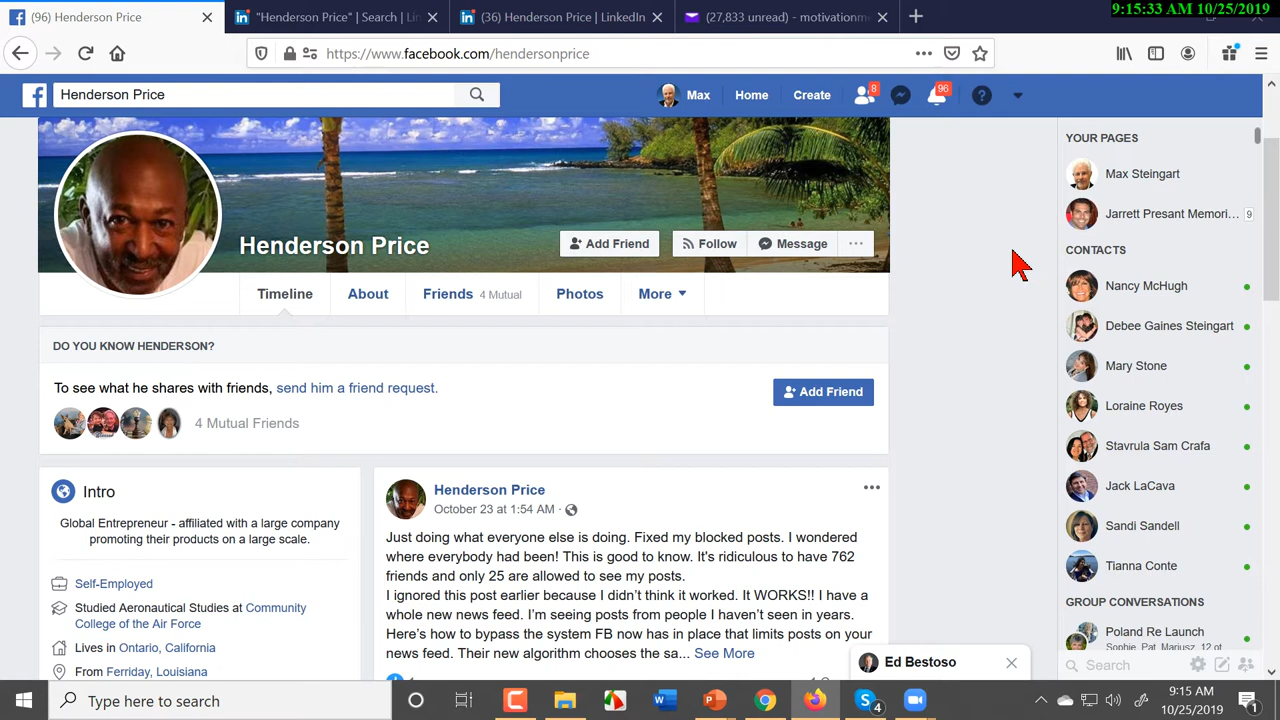 (96) Henderson Price
"Henderson Price" | Search | Lin
(36) Henderson Price | LinkedIn
(27,833 unread) - motivationm
9:15:33 AM 10/25/2019
https://www.facebook.com/hendersonprice
Henderson Price
Max
Home
Create
8
96
Henderson Price
Add Friend
Follow
Message
Timeline
About
Friends 4 Mutual
Photos
More
DO YOU KNOW HENDERSON?
To see what he shares with friends, send him a friend request.
Add Friend
4 Mutual Friends
Intro
Global Entrepreneur - affiliated with a large company
promoting their products on a large scale.
Self-Employed
Studied Aeronautical Studies at Community
College of the Air Force
Lives in Ontario, California
From Ferriday, Louisiana
Henderson Price
October 23 at 1:54 AM ·
Just doing what everyone else is doing. Fixed my blocked posts. I wondered
where everybody had been! This is good to know. It's ridiculous to have 762
friends and only 25 are allowed to see my posts.
I ignored this post earlier because I didn't think it worked. It WORKS!! I have a
whole new news feed. I'm seeing posts from people I haven't seen in years.
Here's how to bypass the system FB now has in place that limits posts on your
news feed. Their new algorithm chooses the sa... See More
YOUR PAGES
Max Steingart
Jarrett Presant Memori... 9
CONTACTS
Nancy McHugh
Debee Gaines Steingart
Mary Stone
Loraine Royes
Stavrula Sam Crafa
Jack LaCava
Sandi Sandell
Tianna Conte
GROUP CONVERSATIONS
Poland Re Launch
Sophie, Pat, Mariusz, 12 ot
Search
Ed Bestoso
Type here to search
4
9:15 AM
10/25/2019
1